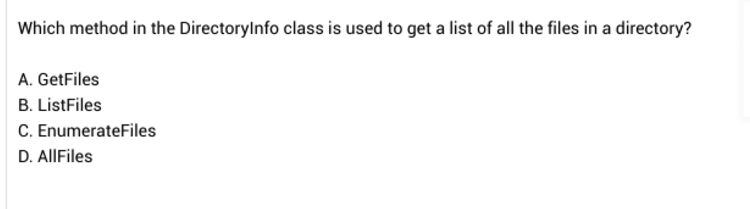 Which method in the DirectoryInfo class is used to get a list of all the files in a directory?
A. GetFiles
B. ListFiles
C. EnumerateFiles
D. AllFiles